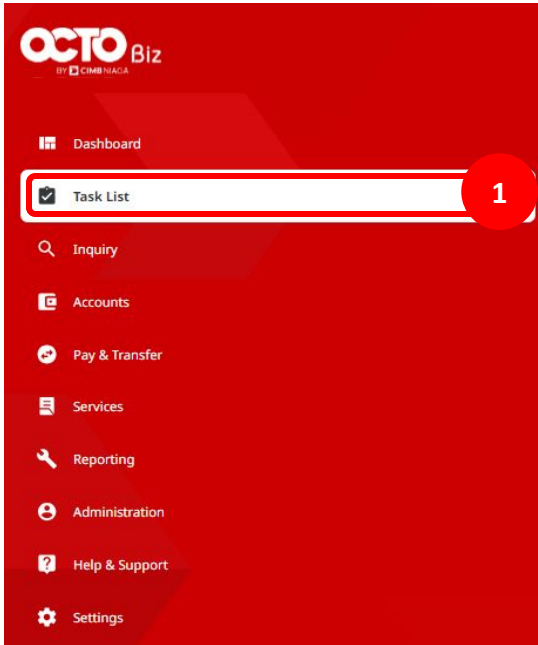 OCTO Biz
BY CIMB NIAGA
Dashboard
Task List
1
Inquiry
Accounts
Pay & Transfer
Services
Reporting
Administration
Help & Support
Settings